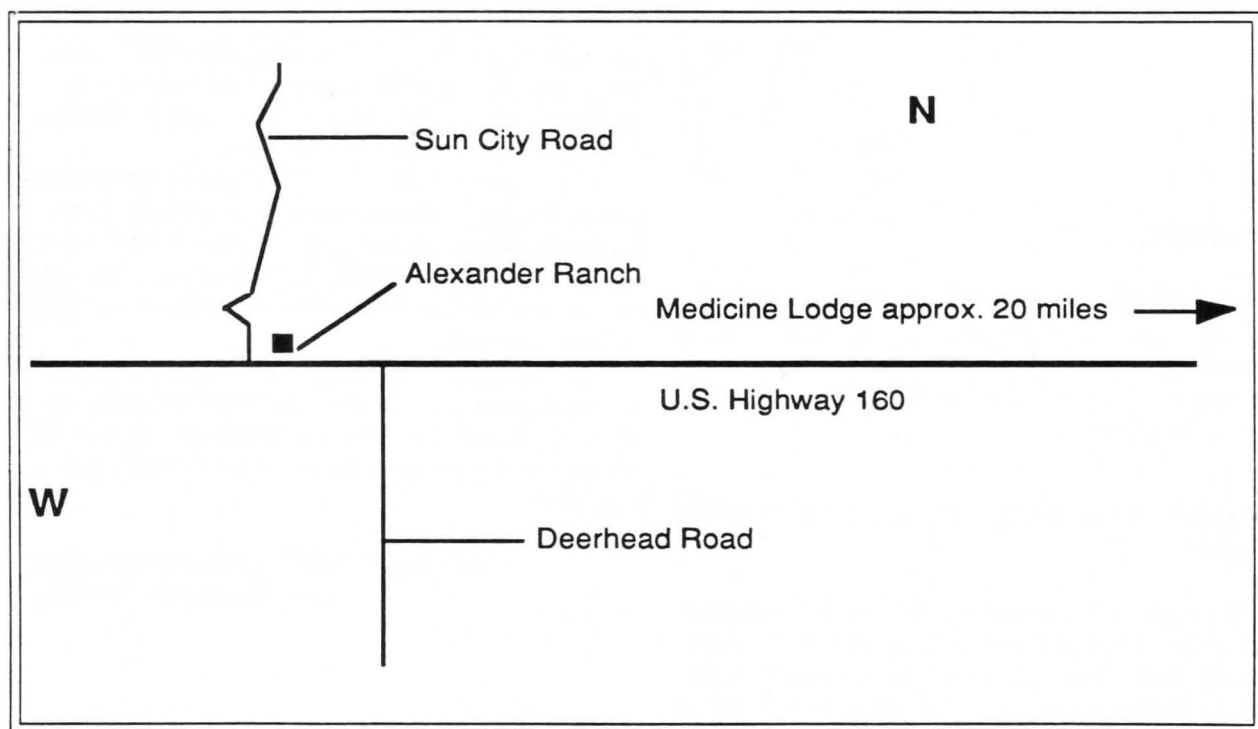 N
Sun City Road
Alexander Ranch
Medicine Lodge approx. 20 miles
U.S. Highway 160
W
Deerhead Road